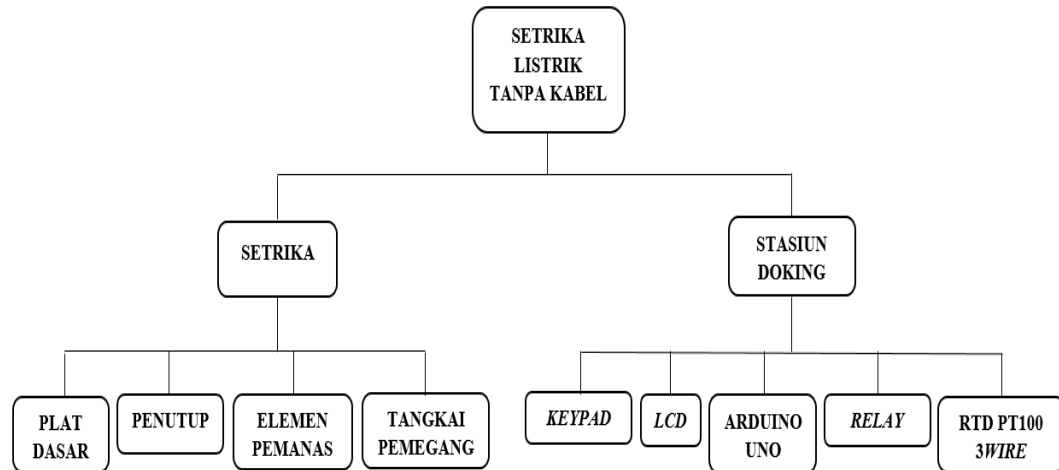 SETRIKA
LISTRIK
TANPA KABEL
SETRIKA
STASIUN
DOKING
PLAT
DASAR
PENUTUP
ELEMEN
PEMANAS
TANGKAI
PEMEGANG
KEYPAD
LCD
ARDUINO
UNO
RELAY
RTD PT100
3WIRE